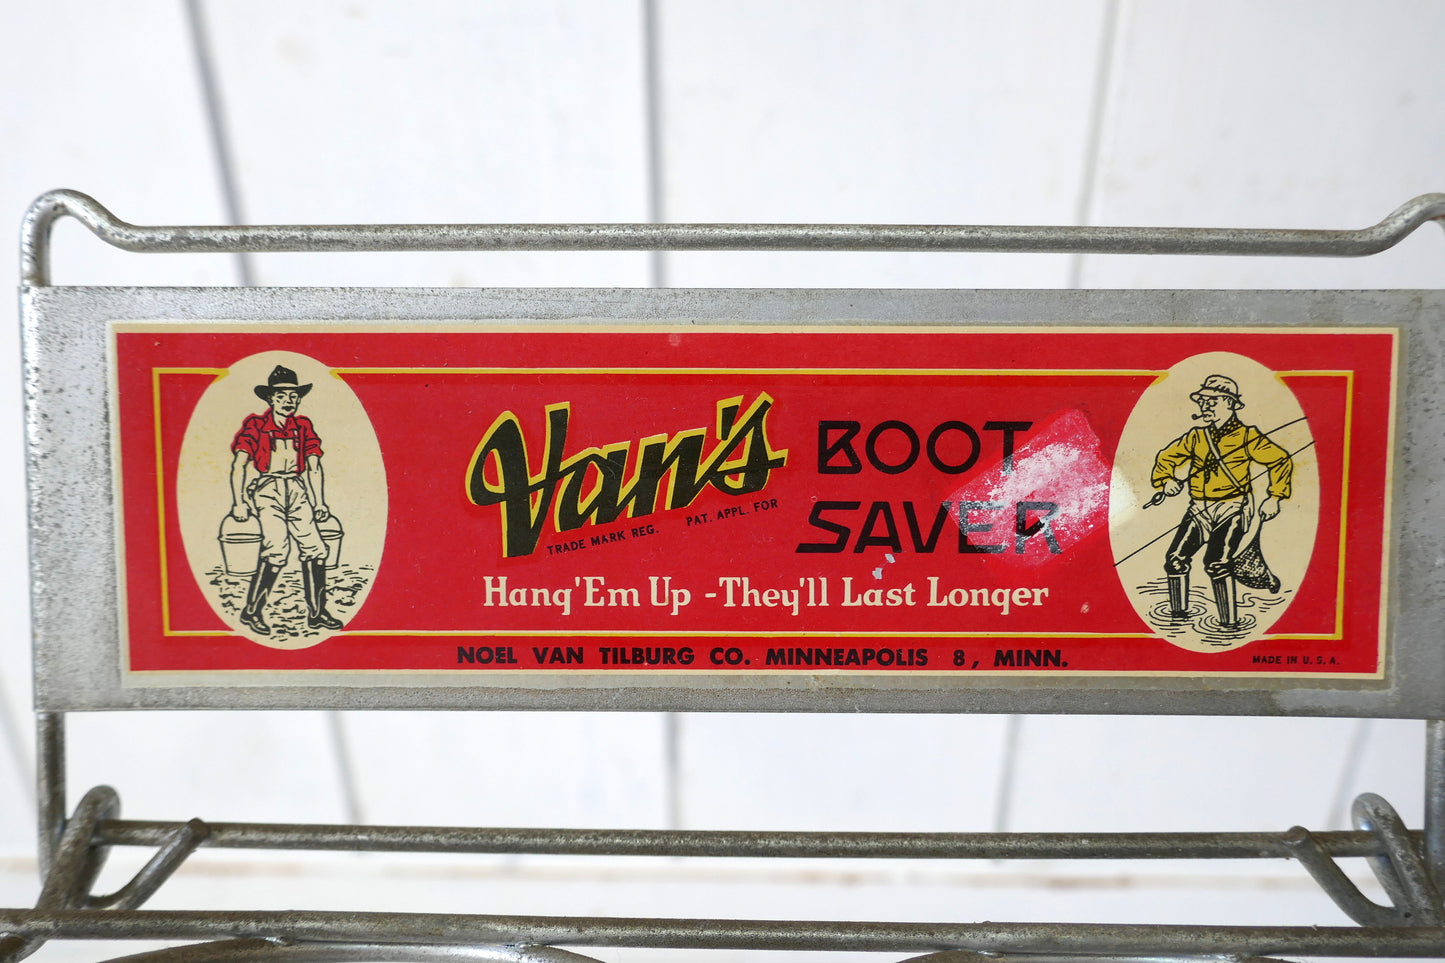 Van's BOOT
SAVER
TRADE MARK REG. PAT. APPL. FOR
Hang 'Em Up - They'll Last Longer
NOEL VAN TILBURG CO. MINNEAPOLIS 8, MINN.
MADE IN U.S.A.